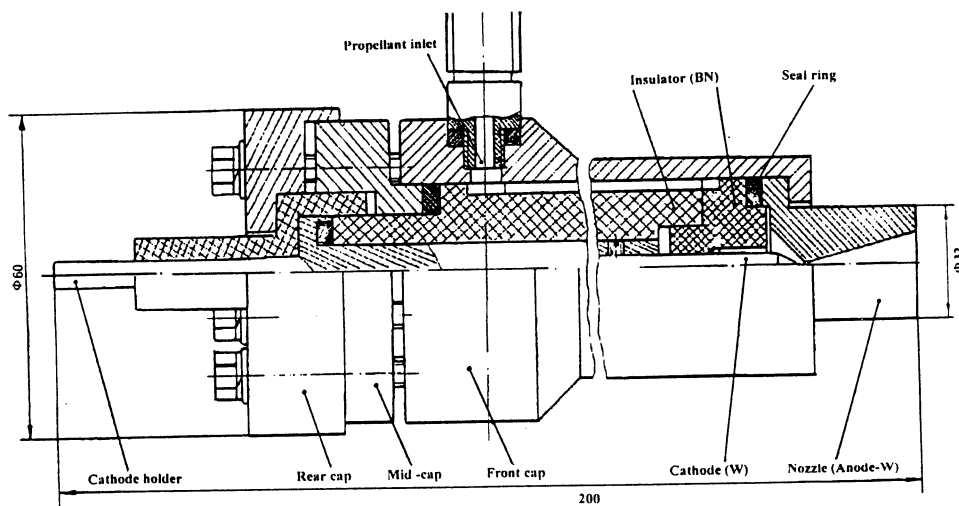 Propellant inlet
Insulator (BN)
Seal ring
Φ60
Cathode holder
Rear cap
Mid -cap
Front cap
Cathode (W)
Nozzle (Anode-W)
200